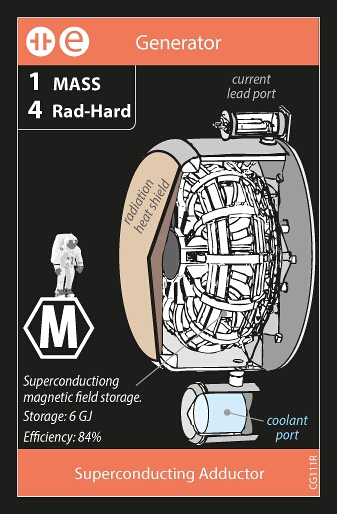 e
Generator
1 MASS
4 Rad-Hard
current
lead port
radiation
heat shield
M
Superconductiong
magnetic field storage.
Storage: 6 GJ
Efficiency: 84%
coolant
port
Superconducting Adductor
CG111R